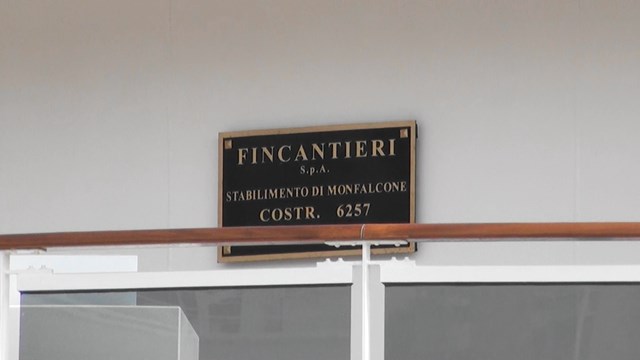 FINCANTIERI
S.p.A.
STABILIMENTO DI MONFALCONE
COSTR. 6257